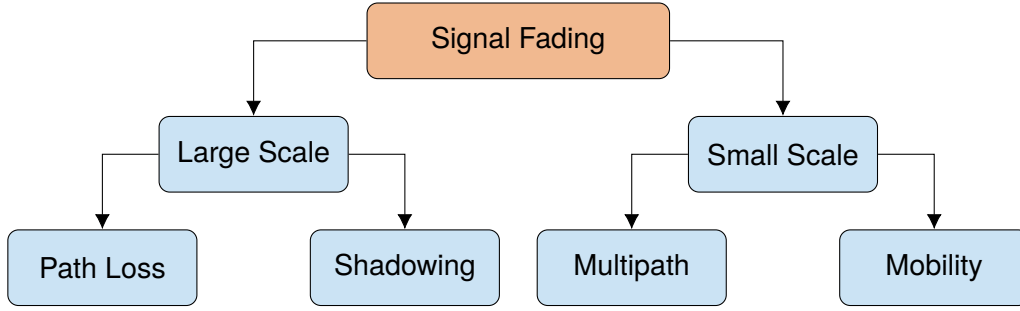 Signal Fading
Large Scale
Small Scale
Path Loss
Shadowing
Multipath
Mobility